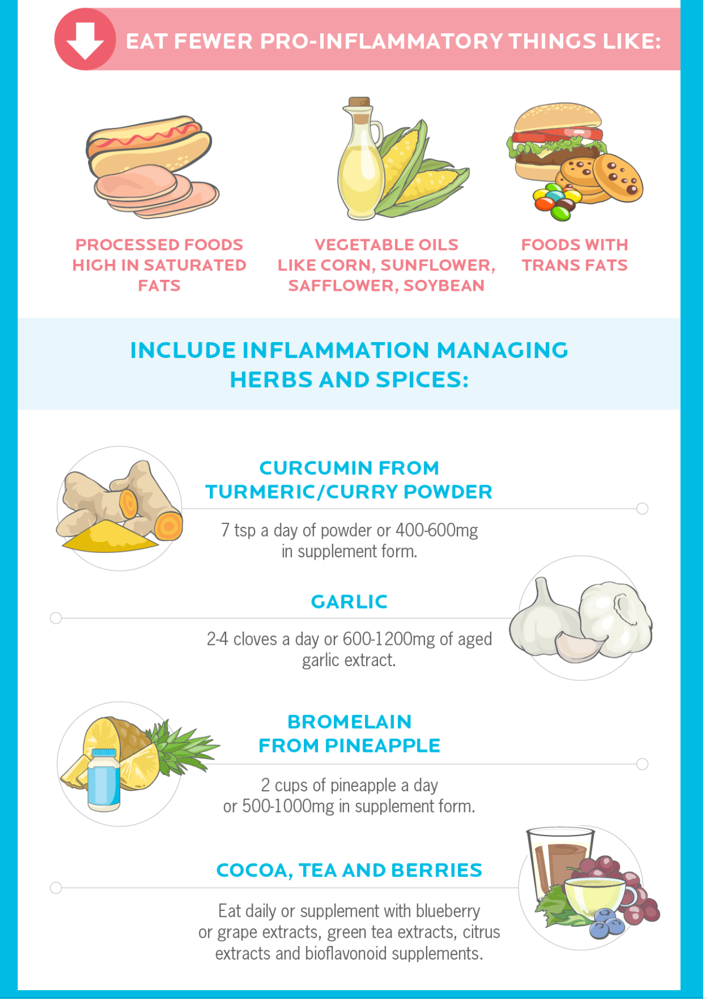 EAT FEWER PRO-INFLAMMATORY THINGS LIKE:
PROCESSED FOODS
HIGH IN SATURATED
FATS
VEGETABLE OILS
LIKE CORN, SUNFLOWER,
SAFFLOWER, SOYBEAN
FOODS WITH
TRANS FATS
INCLUDE INFLAMMATION MANAGING
HERBS AND SPICES:
CURCUMIN FROM
TURMERIC/CURRY POWDER
7 tsp a day of powder or 400-600mg
in supplement form.
GARLIC
2-4 cloves a day or 600-1200mg of aged
garlic extract.
BROMELAIN
FROM PINEAPPLE
2 cups of pineapple a day
or 500-1000mg in supplement form.
COCOA, TEA AND BERRIES
Eat daily or supplement with blueberry
or grape extracts, green tea extracts, citrus
extracts and bioflavonoid supplements.